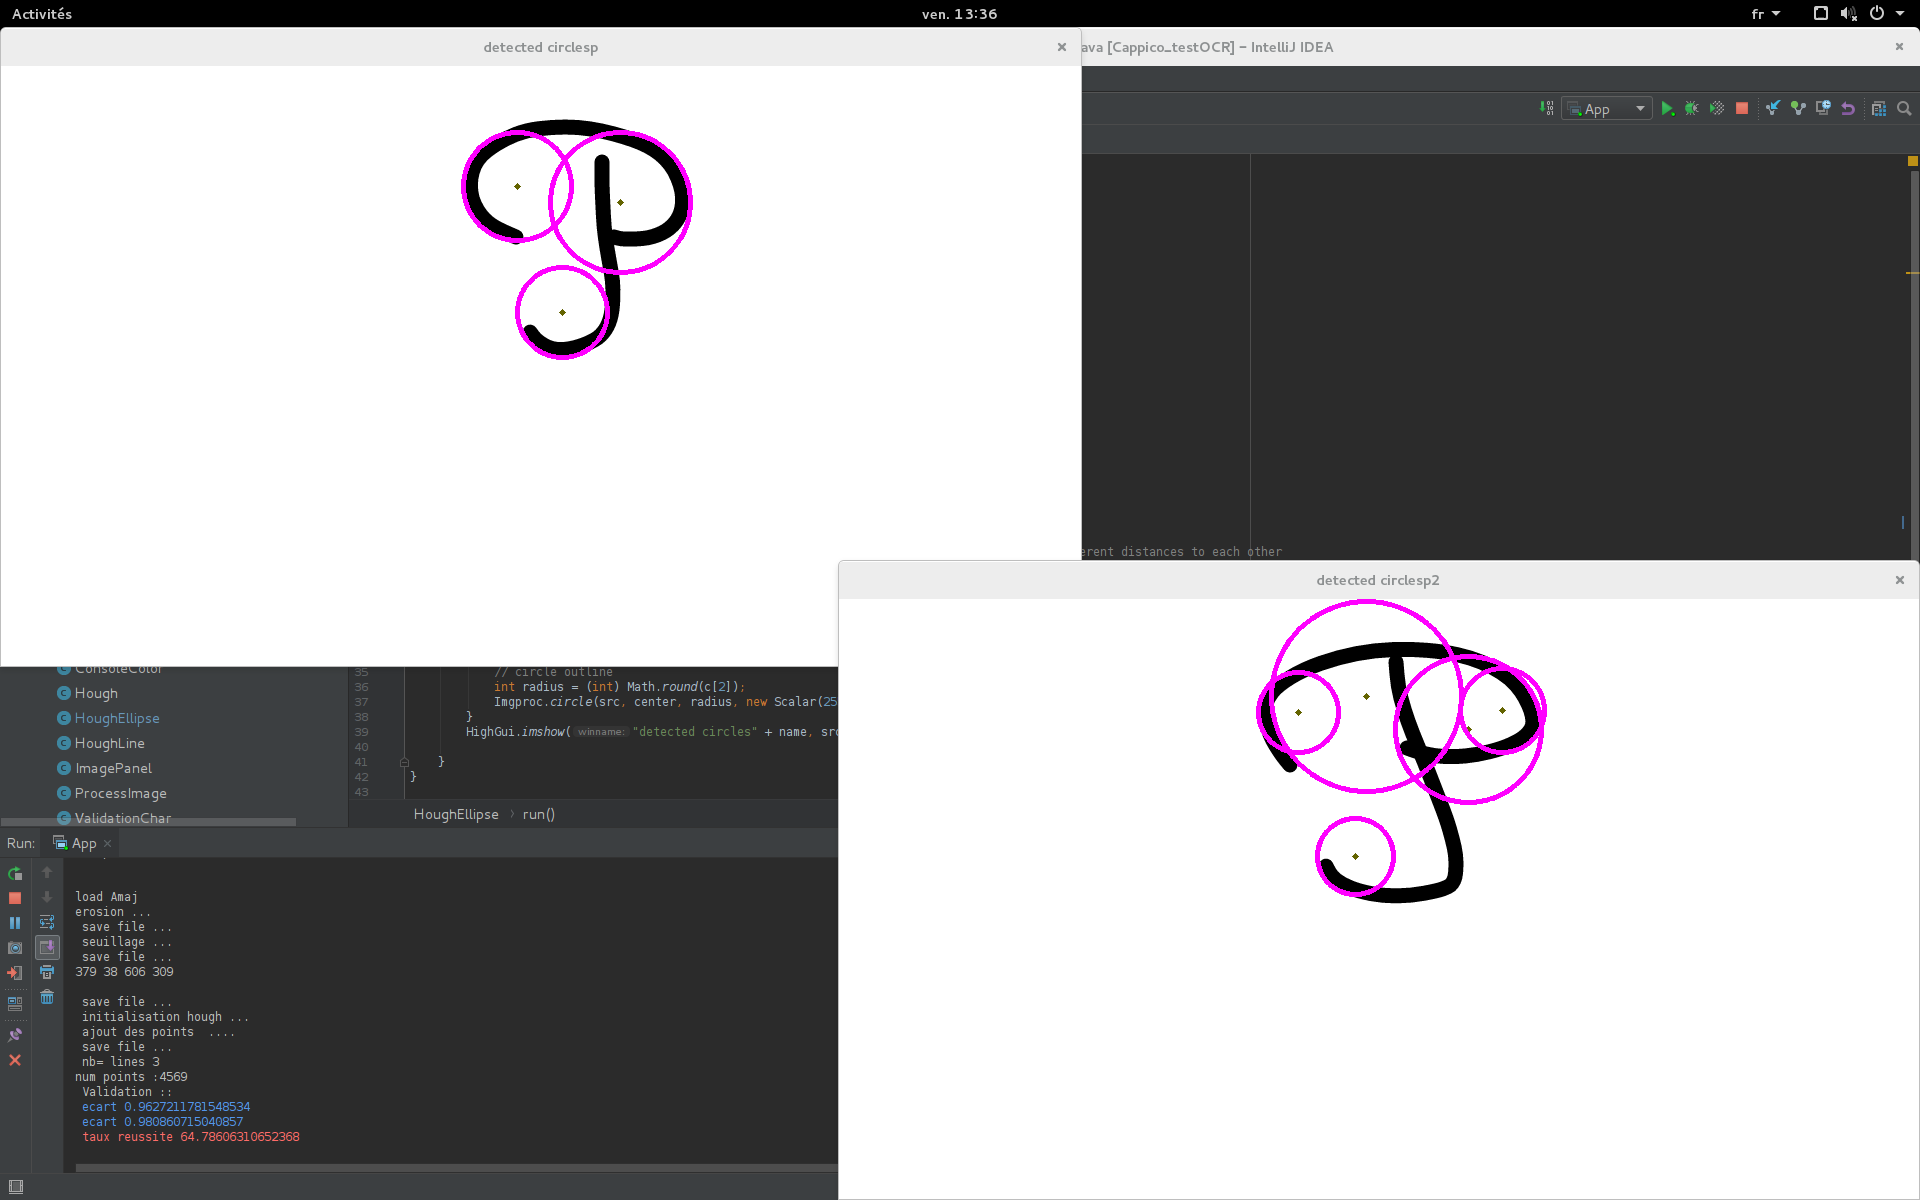 Activités
ven. 13:36
fr
detected circlesp
ava [Cappico_testOCR] – IntelliJ IDEA
App
erent distances to each other
detected circlesp2
ConsoleColor
Hough
HoughEllipse
HoughLine
ImagePanel
ProcessImage
ValidationChar
35 // circle outline
36 int radius = (int) Math.round(c[2]);
37 Imgproc.circle(src, center, radius, new Scalar(25
38 }
39 HighGui.imshow( winname: "detected circles" + name, src
40
41 }
42 }
43
HoughEllipse › run()
Run: App
load Amaj
erosion ...
save file ...
seuillage ...
save file ...
379 38 606 309
save file ...
initialisation hough ...
ajout des points ....
save file ...
nb= lines 3
num points :4569
Validation ::
ecart 0.9627211781548534
ecart 0.980860715040857
taux reussite 64.78606310652368